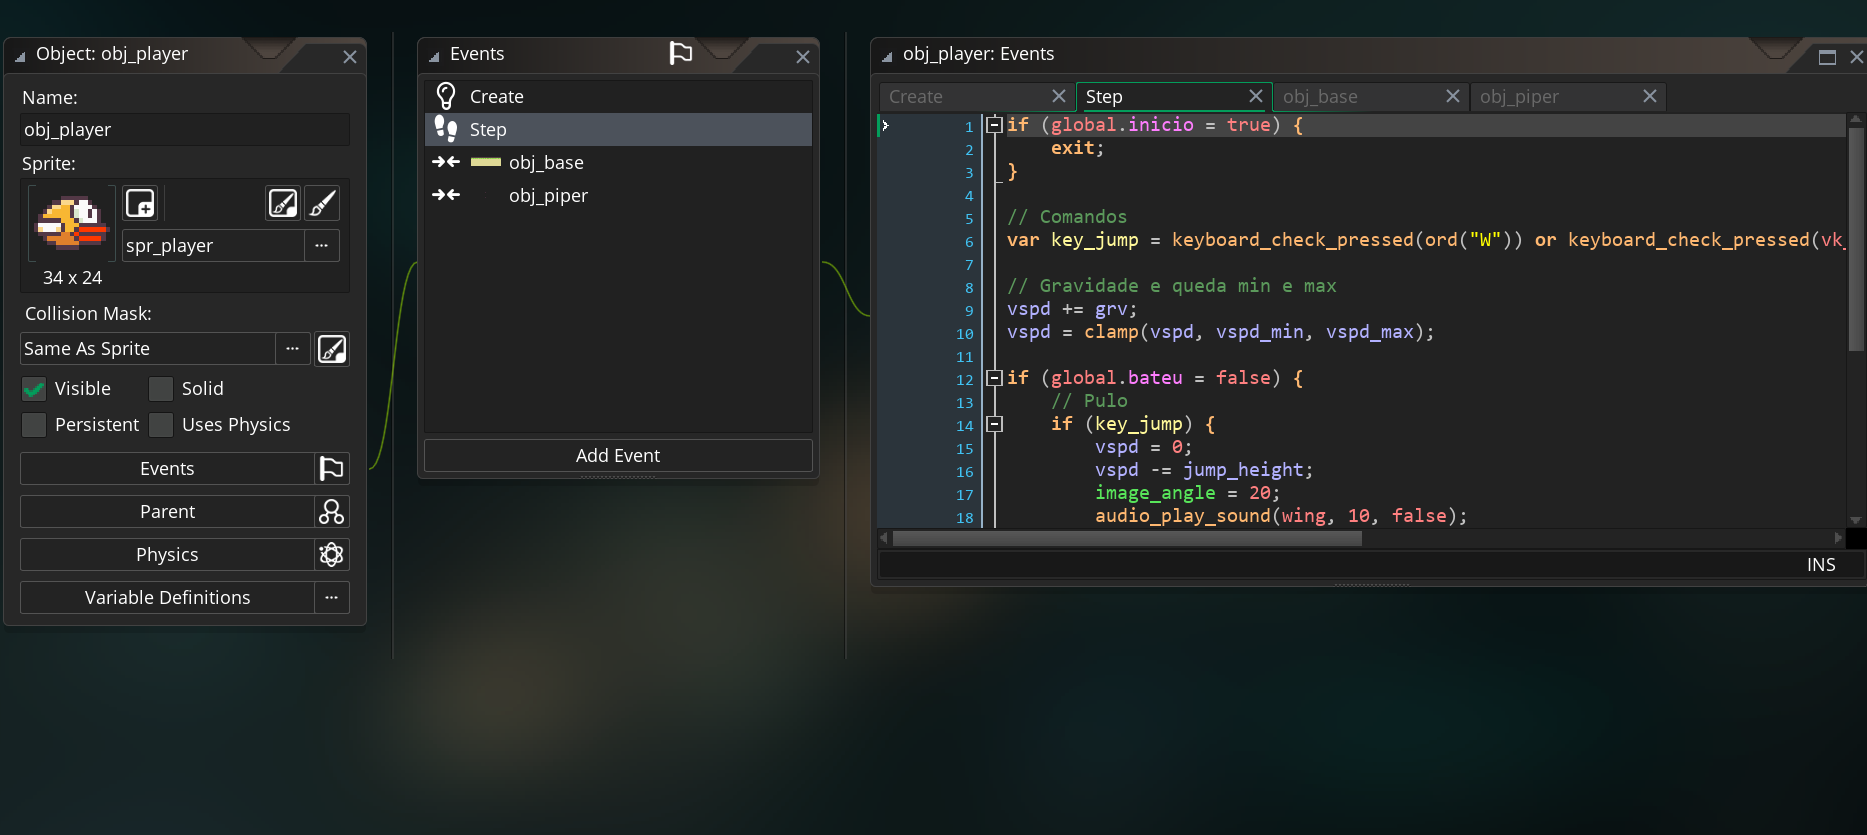 Object: obj_player
Name:
obj_player
Sprite:
spr_player
...
34 x 24
Collision Mask:
Same As Sprite
...
Visible
Solid
Persistent
Uses Physics
Events
Parent
Physics
Variable Definitions
...
Events
Create
Step
obj_base
obj_piper
Add Event
obj_player: Events
Create
Step
obj_base
obj_piper
1 if (global.inicio = true) {
2 exit;
3 }
4
5 // Comandos
6 var key_jump = keyboard_check_pressed(ord("W")) or keyboard_check_pressed(vk_
7
8 // Gravidade e queda min e max
9 vspd += grv;
10 vspd = clamp(vspd, vspd_min, vspd_max);
11
12 if (global.bateu = false) {
13 // Pulo
14 if (key_jump) {
15 vspd = 0;
16 vspd -= jump_height;
17 image_angle = 20;
18 audio_play_sound(wing, 10, false);
INS